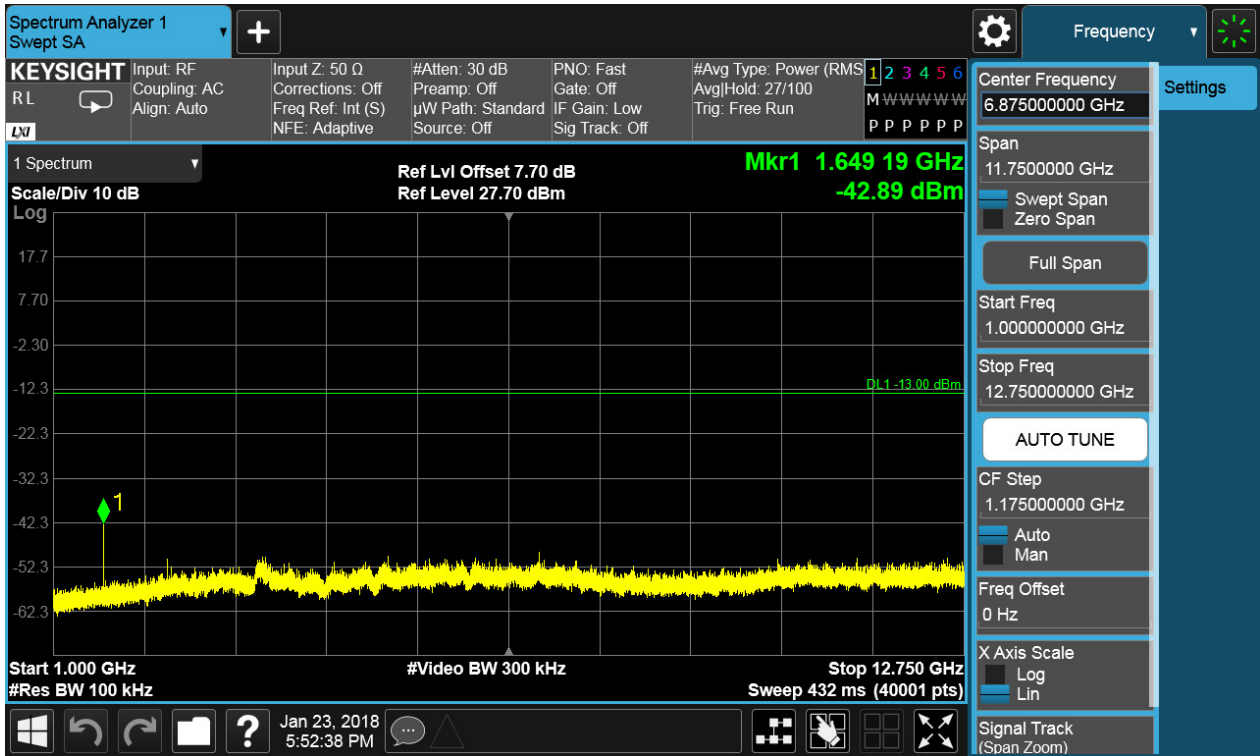 Spectrum Analyzer 1
Swept SA
Frequency
KEYSIGHT
R L
LXI
Input: RF
Coupling: AC
Align: Auto
Input Z: 50 Ω
Corrections: Off
Freq Ref: Int (S)
NFE: Adaptive
#Atten: 30 dB
Preamp: Off
µW Path: Standard
Source: Off
PNO: Fast
Gate: Off
IF Gain: Low
Sig Track: Off
#Avg Type: Power (RMS
Avg|Hold: 27/100
Trig: Free Run
1 2 3 4 5 6
M W W W W W
P P P P P P
1 Spectrum
Scale/Div 10 dB
Ref Lvl Offset 7.70 dB
Ref Level 27.70 dBm
Mkr1 1.649 19 GHz
-42.89 dBm
Log
17.7
7.70
-2.30
-12.3
-22.3
-32.3
-42.3
-52.3
-62.3
DL1 -13.00 dBm
1
Start 1.000 GHz
#Res BW 100 kHz
#Video BW 300 kHz
Stop 12.750 GHz
Sweep 432 ms (40001 pts)
Center Frequency
6.875000000 GHz
Settings
Span
11.7500000 GHz
Swept Span
Zero Span
Full Span
Start Freq
1.000000000 GHz
Stop Freq
12.750000000 GHz
AUTO TUNE
CF Step
1.175000000 GHz
Auto
Man
Freq Offset
0 Hz
X Axis Scale
Log
Lin
Signal Track
(Span Zoom)
?
Jan 23, 2018
5:52:38 PM